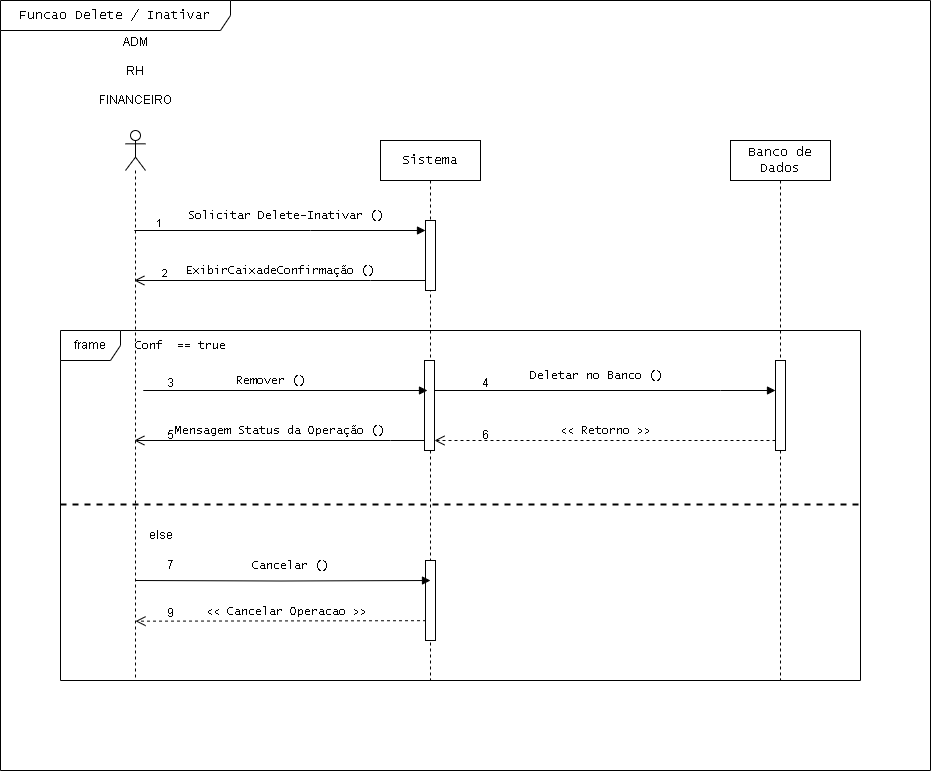 Funcao Delete / Inativar
ADM
RH
FINANCEIRO
Sistema
Banco de
Dados
1 Solicitar Delete-Inativar ()
2 ExibirCaixadeConfirmação ()
frame Conf == true
3 Remover ()
4 Deletar no Banco ()
5 Mensagem Status da Operação ()
6 << Retorno >>
else
7 Cancelar ()
9 << Cancelar Operacao >>